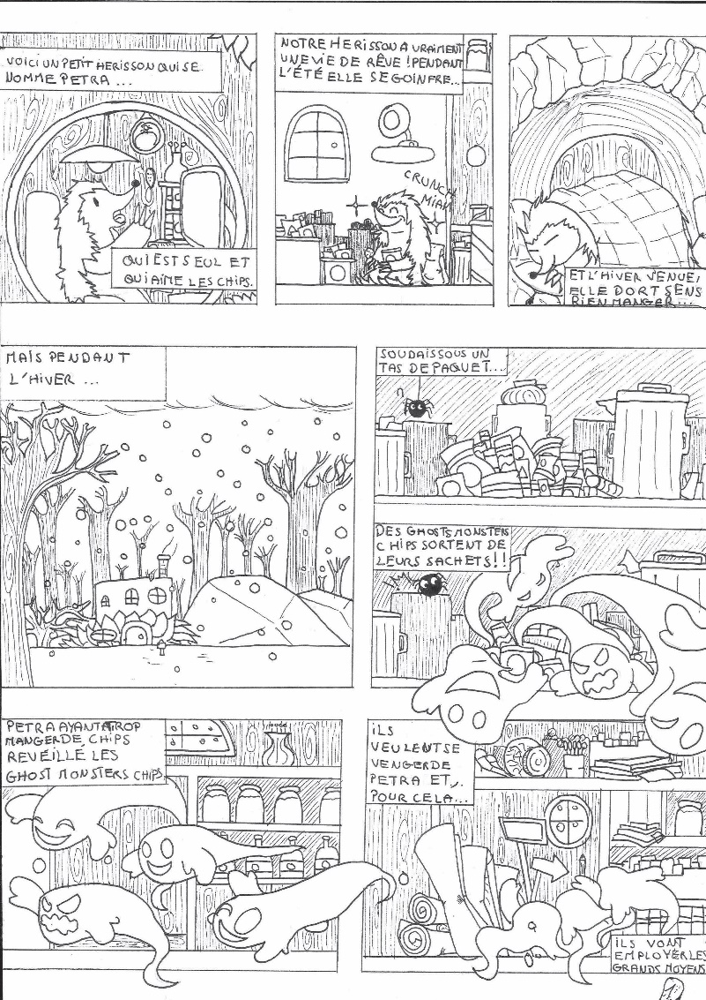 VOICI UN PETIT HERISSON QUI SE
NOMME PETRA ...
QUI EST SEUL ET
QUI AIME LES CHIPS.
NOTRE HERISSON A VRAIMENT
UNE VIE DE RÊVE ! PENDANT
L'ÉTÉ ELLE SE GOINFRE...
CRUNCH
MIAM
ET L'HIVER VENUE,
ELLE DORT SENS
RIEN MANGER...
MAIS PENDANT
L'HIVER ...
SOUDAIS SOUS UN
TAS DE PAQUET...
?
DES GHOSTS MONSTERS
CHIPS SORTENT DE
LEURS SACHETS!!
PETRA AYANT TROP
MANGER DE CHIPS
REVEILLÉ LES
GHOST MONSTERS CHIPS
ILS
VEULENT SE
VENGER DE
PETRA ET,.
POUR CELA...
ILS VONT
EMPLOYER LES
GRANDS MOYENS